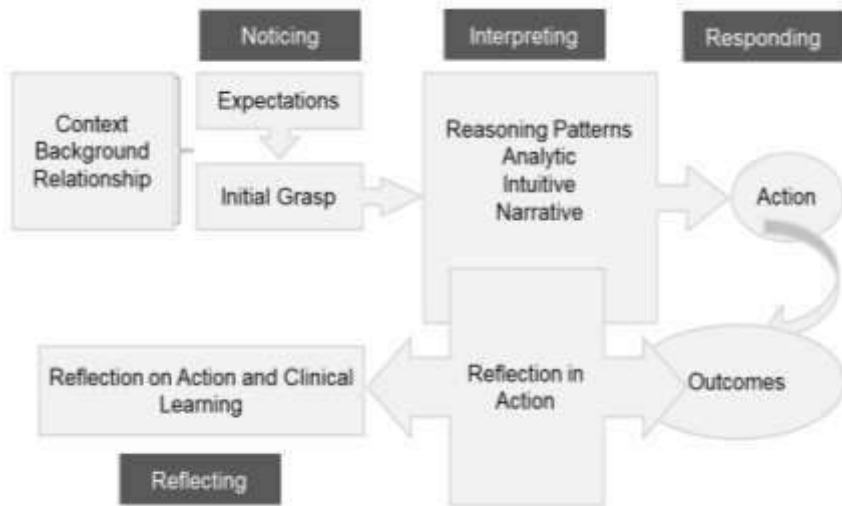 Noticing
Interpreting
Responding
Context
Background
Relationship
Expectations
Initial Grasp
Reasoning Patterns
Analytic
Intuitive
Narrative
Action
Reflection on Action and Clinical
Learning
Reflection in
Action
Outcomes
Reflecting